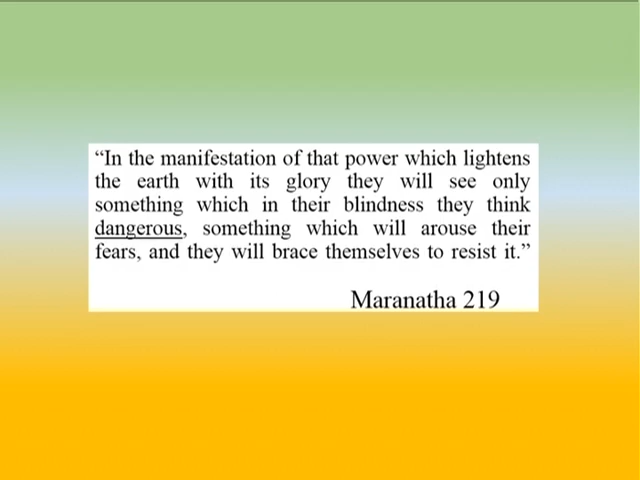 “In the manifestation of that power which lightens
the earth with its glory they will see only
something which in their blindness they think
dangerous, something which will arouse their
fears, and they will brace themselves to resist it.”
Maranatha 219